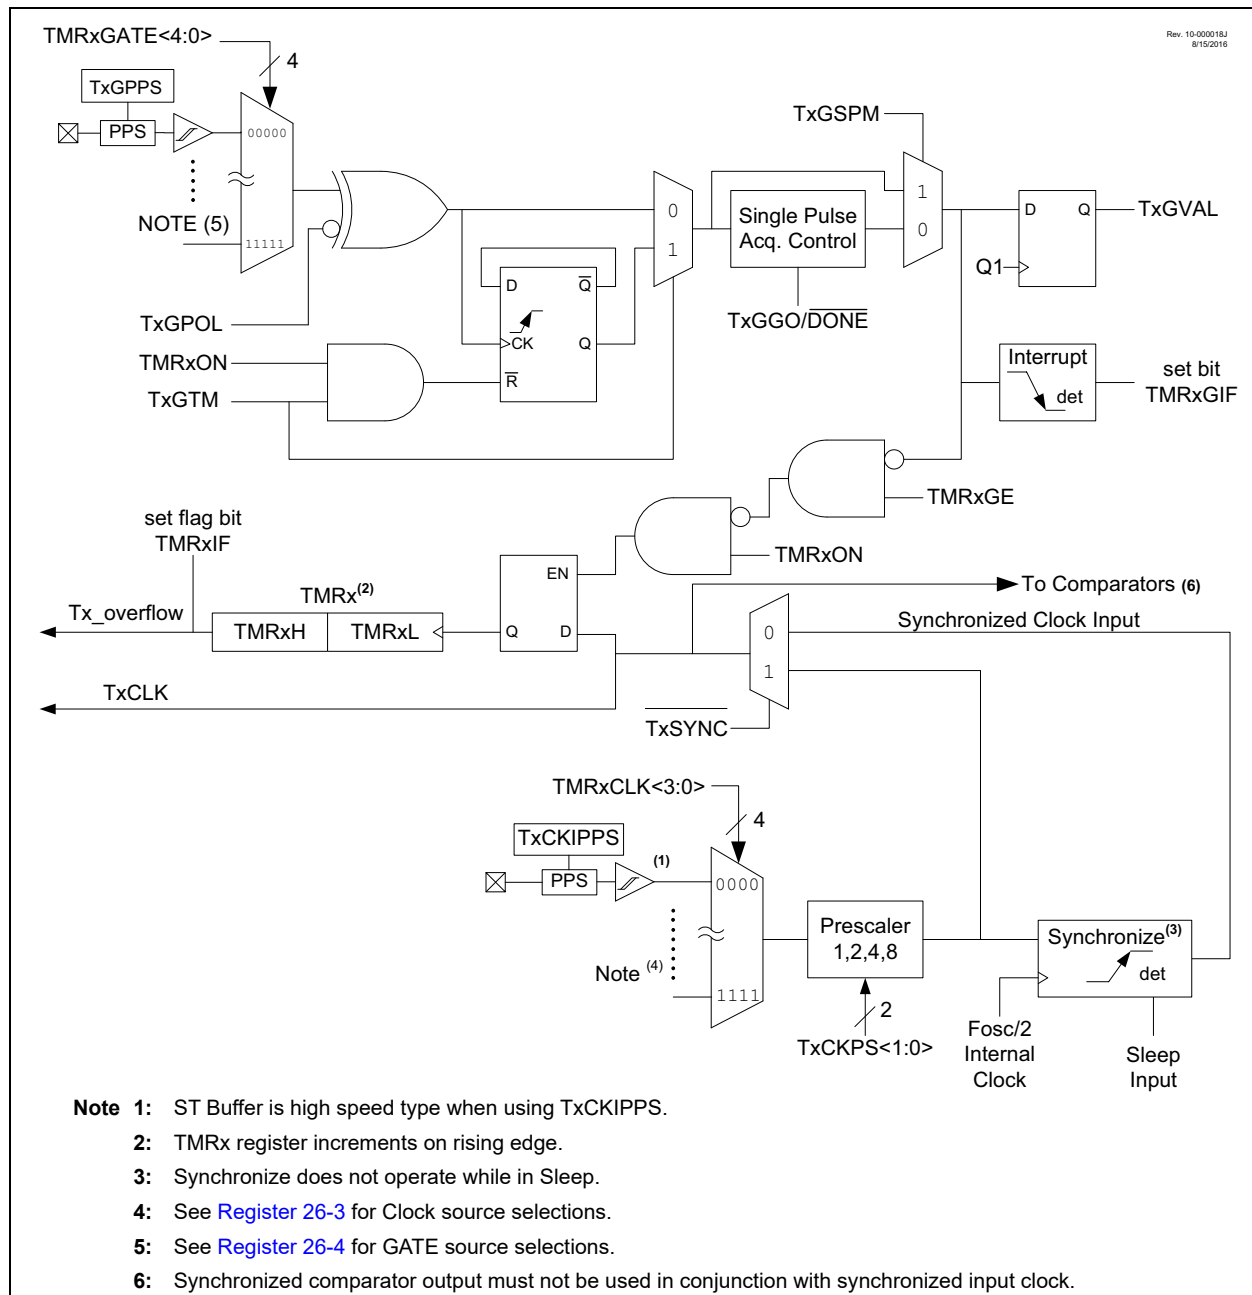 Rev. 10-000018J
8/15/2016
TMRxGATE<4:0>
4
TxGPPS
PPS
00000
NOTE (5)
11111
TxGPOL
TMRxON
TxGTM
D
Q
CK
Q
R
0
1
TxGSPM
Single Pulse
Acq. Control
TxGGO/DONE
1
0
D
Q
Q1
TxGVAL
Interrupt
det
set bit
TMRxGIF
TMRxGE
TMRxON
set flag bit
TMRxIF
Tx_overflow
TMRx(2)
TMRxH
TMRxL
EN
Q
D
TxCLK
To Comparators (6)
Synchronized Clock Input
0
1
TxSYNC
TMRxCLK<3:0>
4
TxCKIPPS
PPS
(1)
0000
Note (4)
1111
Prescaler
1,2,4,8
2
TxCKPS<1:0>
Synchronize(3)
det
Fosc/2
Internal
Clock
Sleep
Input
Note 1: ST Buffer is high speed type when using TxCKIPPS.
2: TMRx register increments on rising edge.
3: Synchronize does not operate while in Sleep.
4: See Register 26-3 for Clock source selections.
5: See Register 26-4 for GATE source selections.
6: Synchronized comparator output must not be used in conjunction with synchronized input clock.